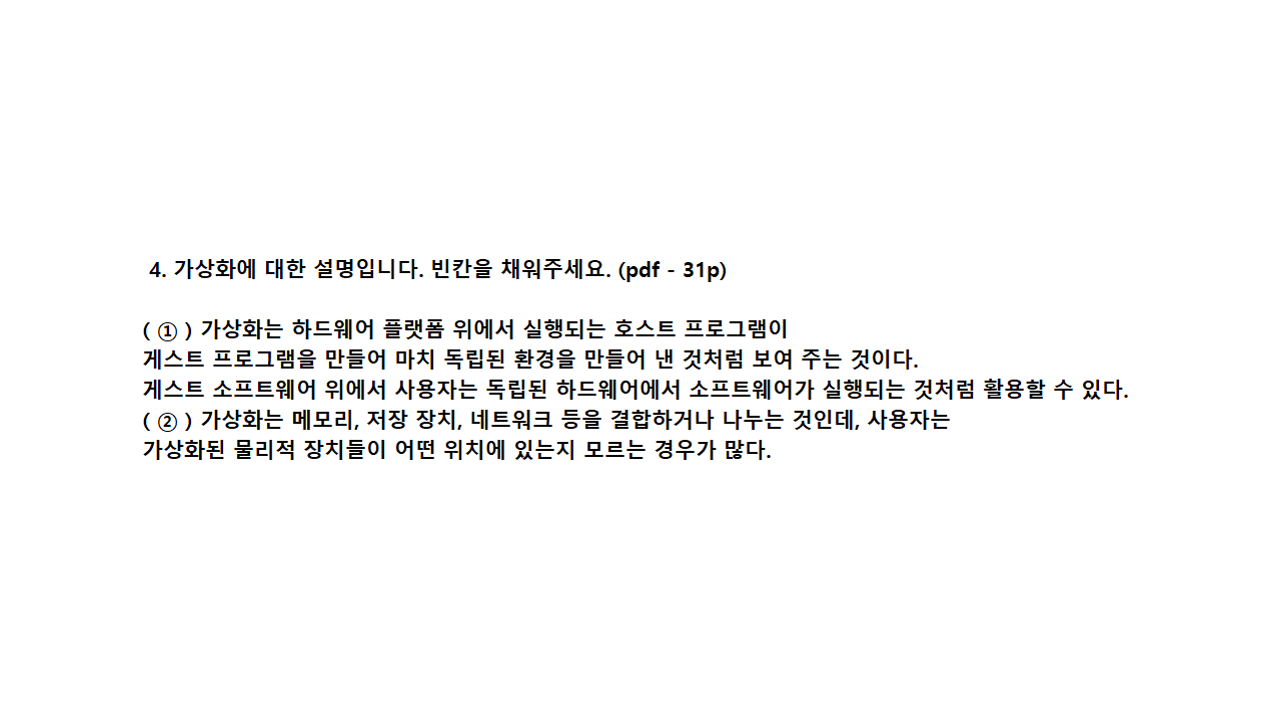 4. 가상화에 대한 설명입니다. 빈칸을 채워주세요. (pdf - 31p)
( ① ) 가상화는 하드웨어 플랫폼 위에서 실행되는 호스트 프로그램이
게스트 프로그램을 만들어 마치 독립된 환경을 만들어 낸 것처럼 보여 주는 것이다.
게스트 소프트웨어 위에서 사용자는 독립된 하드웨어에서 소프트웨어가 실행되는 것처럼 활용할 수 있다.
( ② ) 가상화는 메모리, 저장 장치, 네트워크 등을 결합하거나 나누는 것인데, 사용자는
가상화된 물리적 장치들이 어떤 위치에 있는지 모르는 경우가 많다.